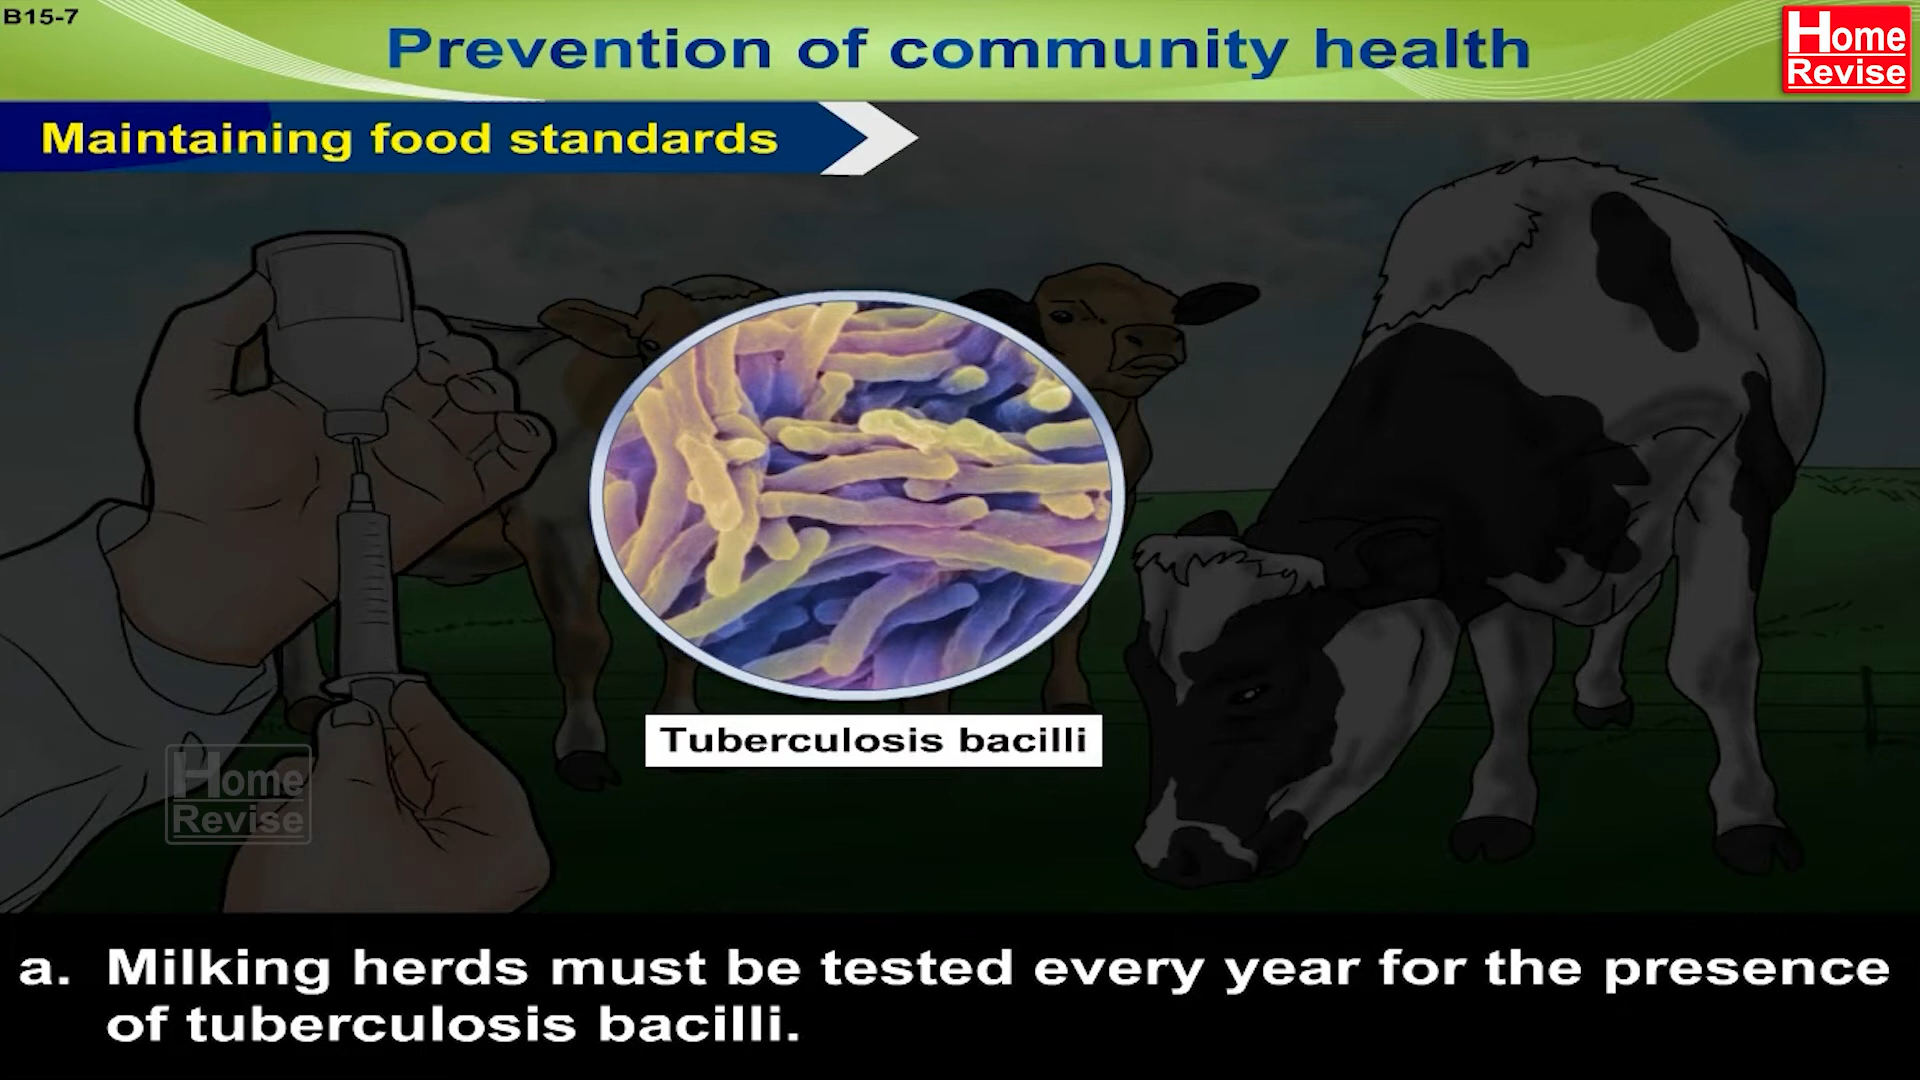 B15-7
Prevention of community health
Home
Revise
Maintaining food standards
Tuberculosis bacilli
Home
Revise
a. Milking herds must be tested every year for the presence
of tuberculosis bacilli.